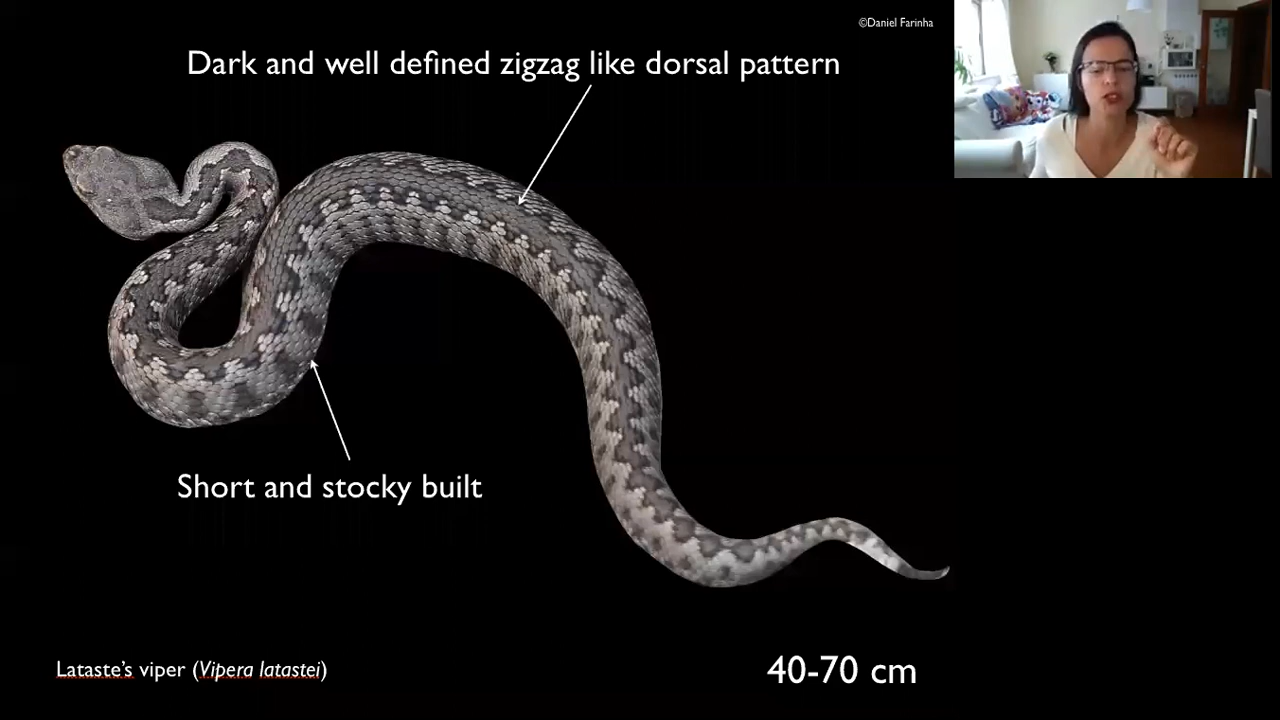 ©Daniel Farinha
Dark and well defined zigzag like dorsal pattern
Short and stocky built
Lataste's viper (Vipera latastei)
40-70 cm